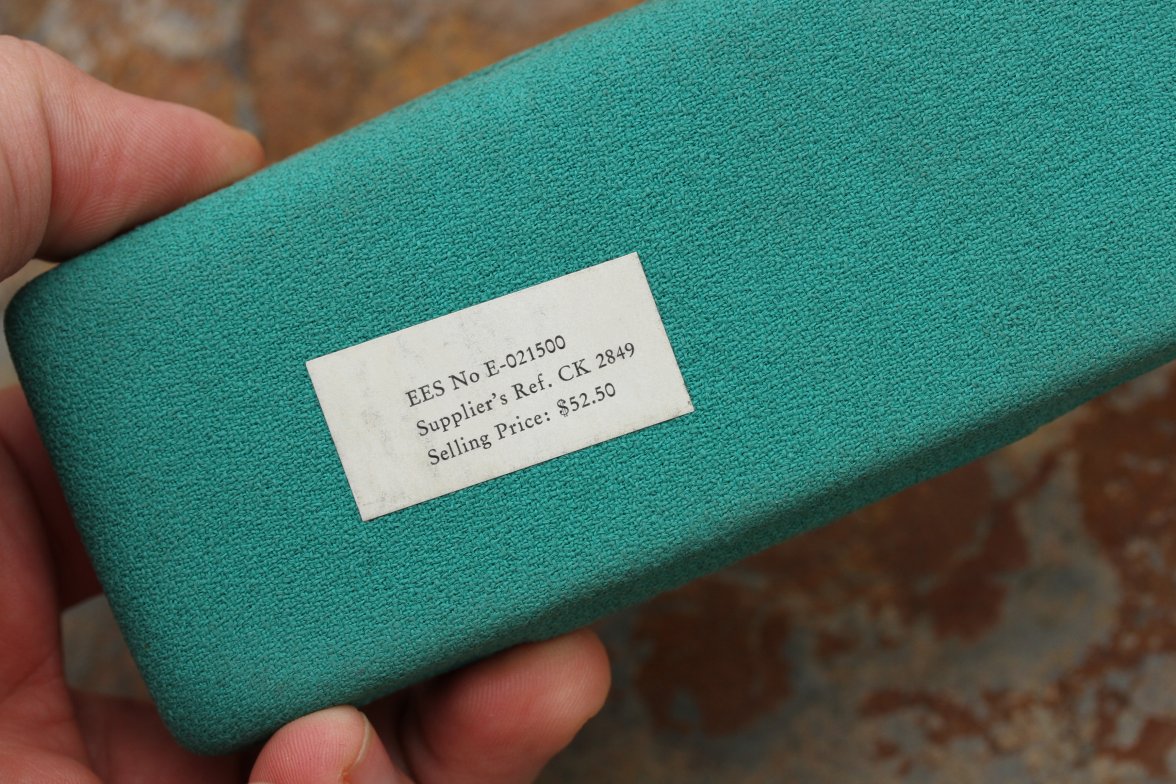 EES No E-021500
Supplier's Ref. CK 2849
Selling Price: $52.50